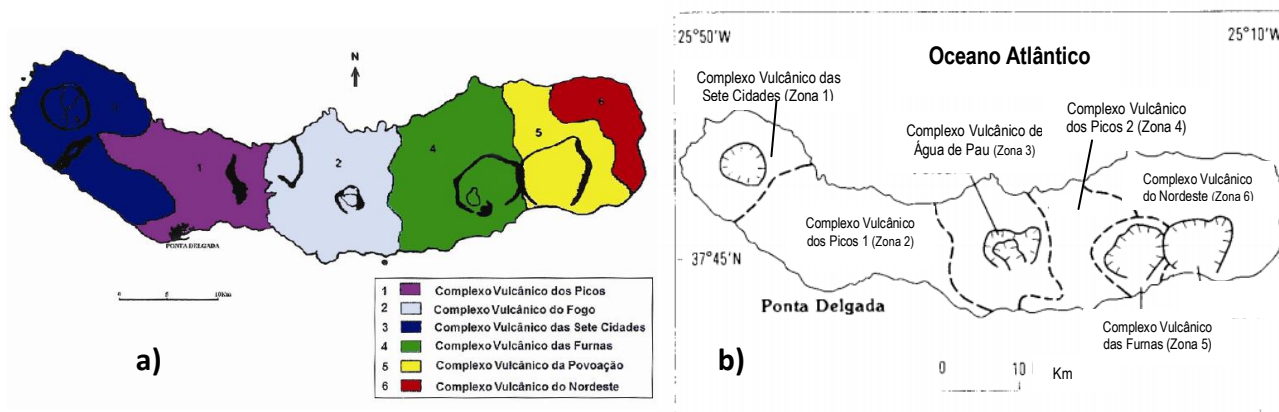 N
3
1
2
4
5
6
PONTA DELGADA
0 5 10Km
1 Complexo Vulcânico dos Picos
2 Complexo Vulcânico do Fogo
3 Complexo Vulcânico das Sete Cidades
4 Complexo Vulcânico das Furnas
5 Complexo Vulcânico da Povoação
6 Complexo Vulcânico do Nordeste
a)
b)
25°50'W
25°10'W
Oceano Atlântico
Complexo Vulcânico das
Sete Cidades (Zona 1)
Complexo Vulcânico de
Água de Pau (Zona 3)
Complexo Vulcânico
dos Picos 2 (Zona 4)
Complexo Vulcânico
do Nordeste (Zona 6)
Complexo Vulcânico
dos Picos 1 (Zona 2)
37°45'N
Ponta Delgada
Complexo Vulcânico
das Furnas (Zona 5)
0 10 Km